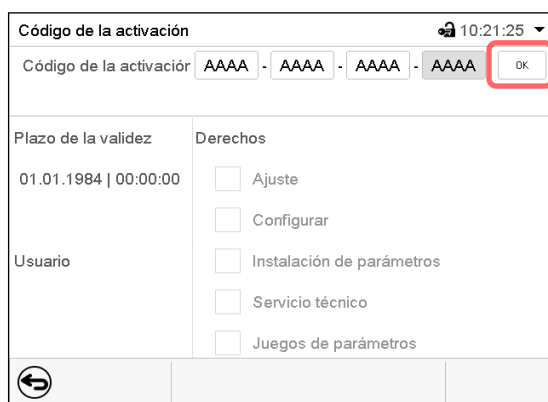 Código de la activación 10:21:25
Código de la activaciór AAAA - AAAA - AAAA - AAAA OK
Plazo de la validez Derechos
01.01.1984 | 00:00:00 Ajuste
Configurar
Usuario Instalación de parámetros
Servicio técnico
Juegos de parámetros